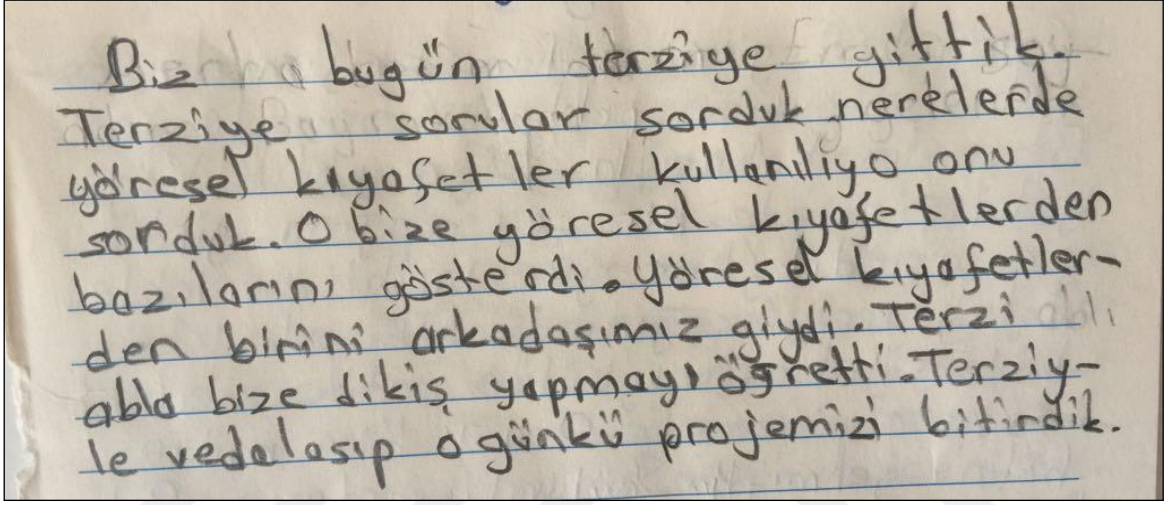 Biz bugün terziye gittik.
Terziye sorular sorduk nerelerde
yöresel kıyafetler kullanılıyo onu
sorduk. O bize yöresel kıyafetlerden
bazılarını gösterdi. Yöresel kıyafetler-
den birini arkadaşımız giydi. Terzi
abla bize dikiş yapmayı öğretti. Terziy-
le vedalaşıp o günkü projemizi bitirdik.